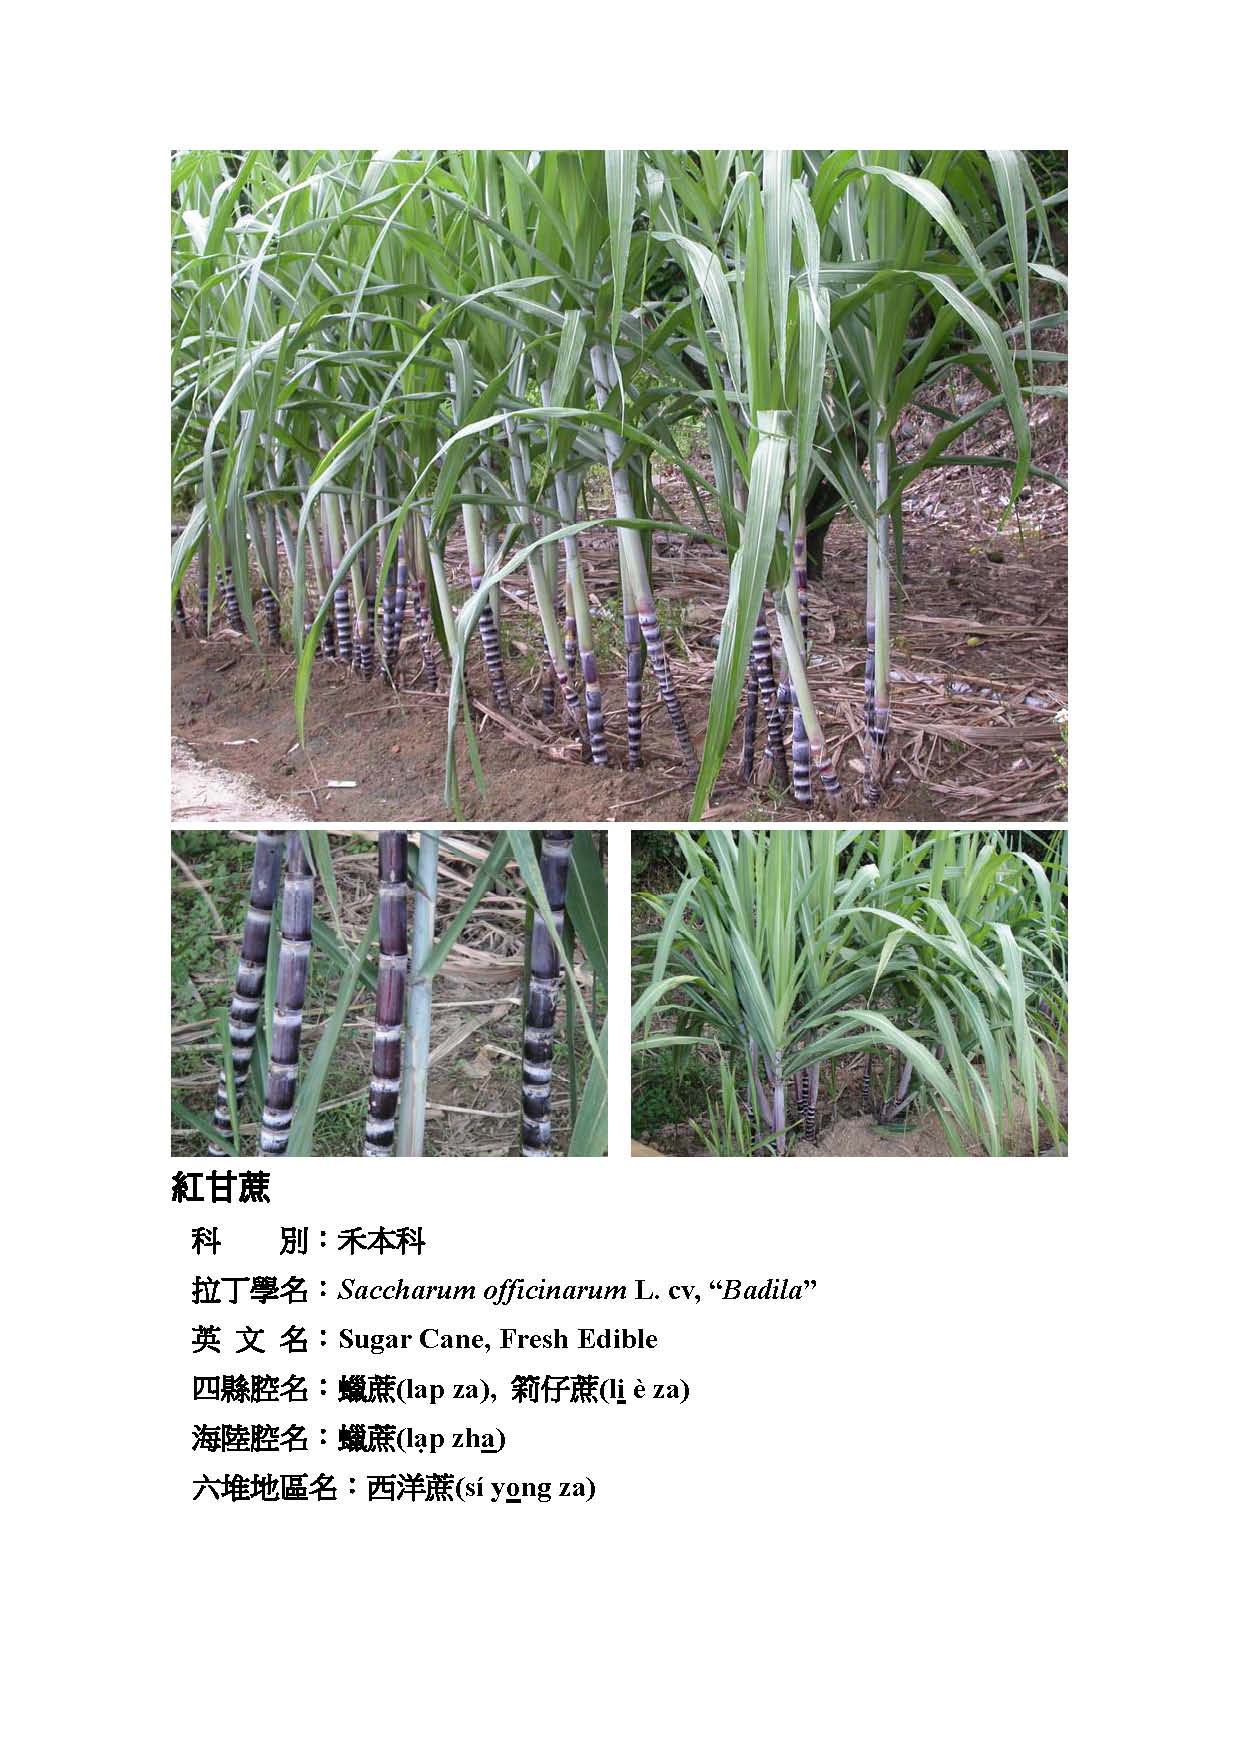 紅甘蔗
科　　別：禾本科
拉丁學名：Saccharum officinarum L. cv, “Badila”
英 文 名：Sugar Cane, Fresh Edible
四縣腔名：蠟蔗(lap za), 箣仔蔗(li è za)
海陸腔名：蠟蔗(lạp zha)
六堆地區名：西洋蔗(sí yong za)